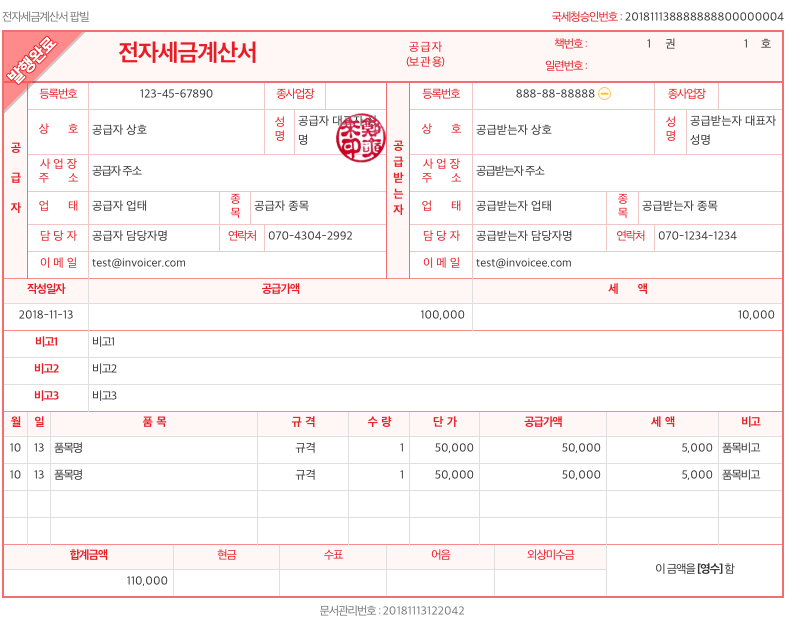 전자세금계산서 팝빌 국세청승인번호 : 201811138888888800000004
발행완료
전자세금계산서 공급자 (보관용) 책번호 : 1 권 1 호
일련번호 :
공급자
등록번호 123-45-67890 종사업장
상 호 공급자 상호 성명 공급자 대표자 성명
사업장 주소 공급자 주소
업 태 공급자 업태 종목 공급자 종목
담당자 공급자 담당자명 연락처 070-4304-2992
이메일 test@invoicer.com
공급받는자
등록번호 888-88-88888 종사업장
상 호 공급받는자 상호 성명 공급받는자 대표자 성명
사업장 주소 공급받는자 주소
업 태 공급받는자 업태 종목 공급받는자 종목
담당자 공급받는자 담당자명 연락처 070-1234-1234
이메일 test@invoicee.com
작성일자 공급가액 세 액
2018-11-13 100,000 10,000
비고1 비고1
비고2 비고2
비고3 비고3
월 일 품 목 규 격 수 량 단 가 공급가액 세 액 비고
10 13 품목명 규격 1 50,000 50,000 5,000 품목비고
10 13 품목명 규격 1 50,000 50,000 5,000 품목비고
합계금액 현금 수표 어음 외상미수금 이 금액을 [영수] 함
110,000
문서관리번호 : 20181113122042